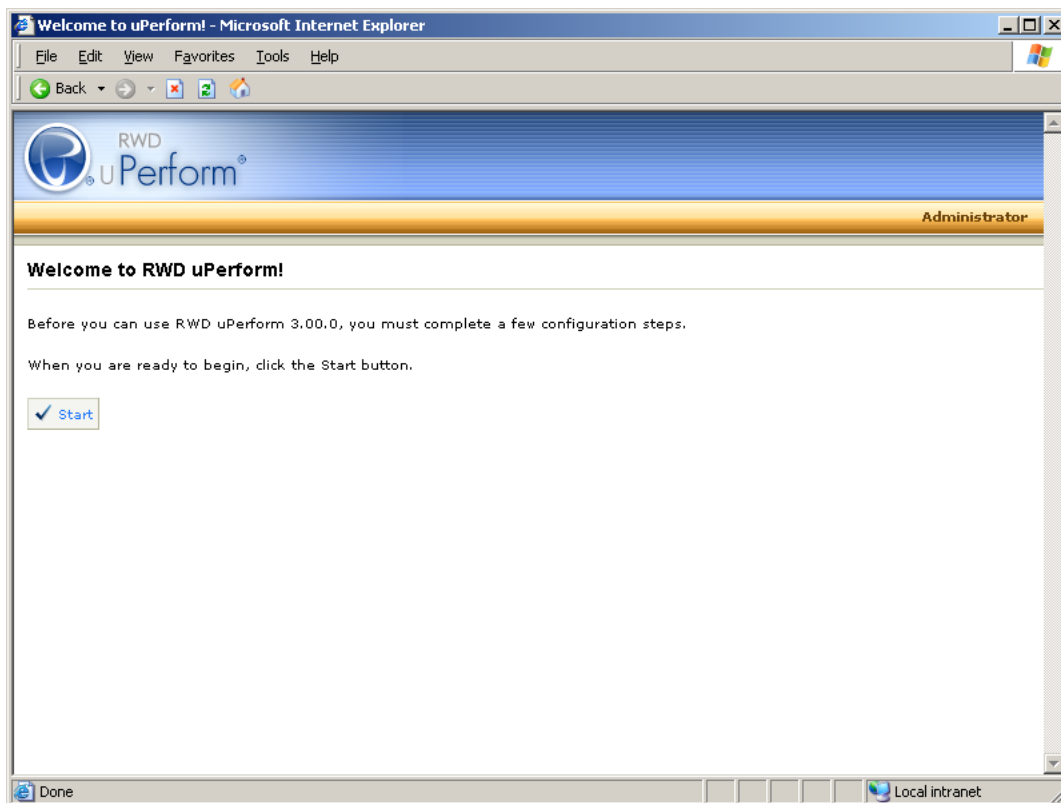 Welcome to uPerform! - Microsoft Internet Explorer
File Edit View Favorites Tools Help
Back
RWD
uPerform®
Administrator
Welcome to RWD uPerform!
Before you can use RWD uPerform 3.00.0, you must complete a few configuration steps.
When you are ready to begin, click the Start button.
Start
Done
Local intranet